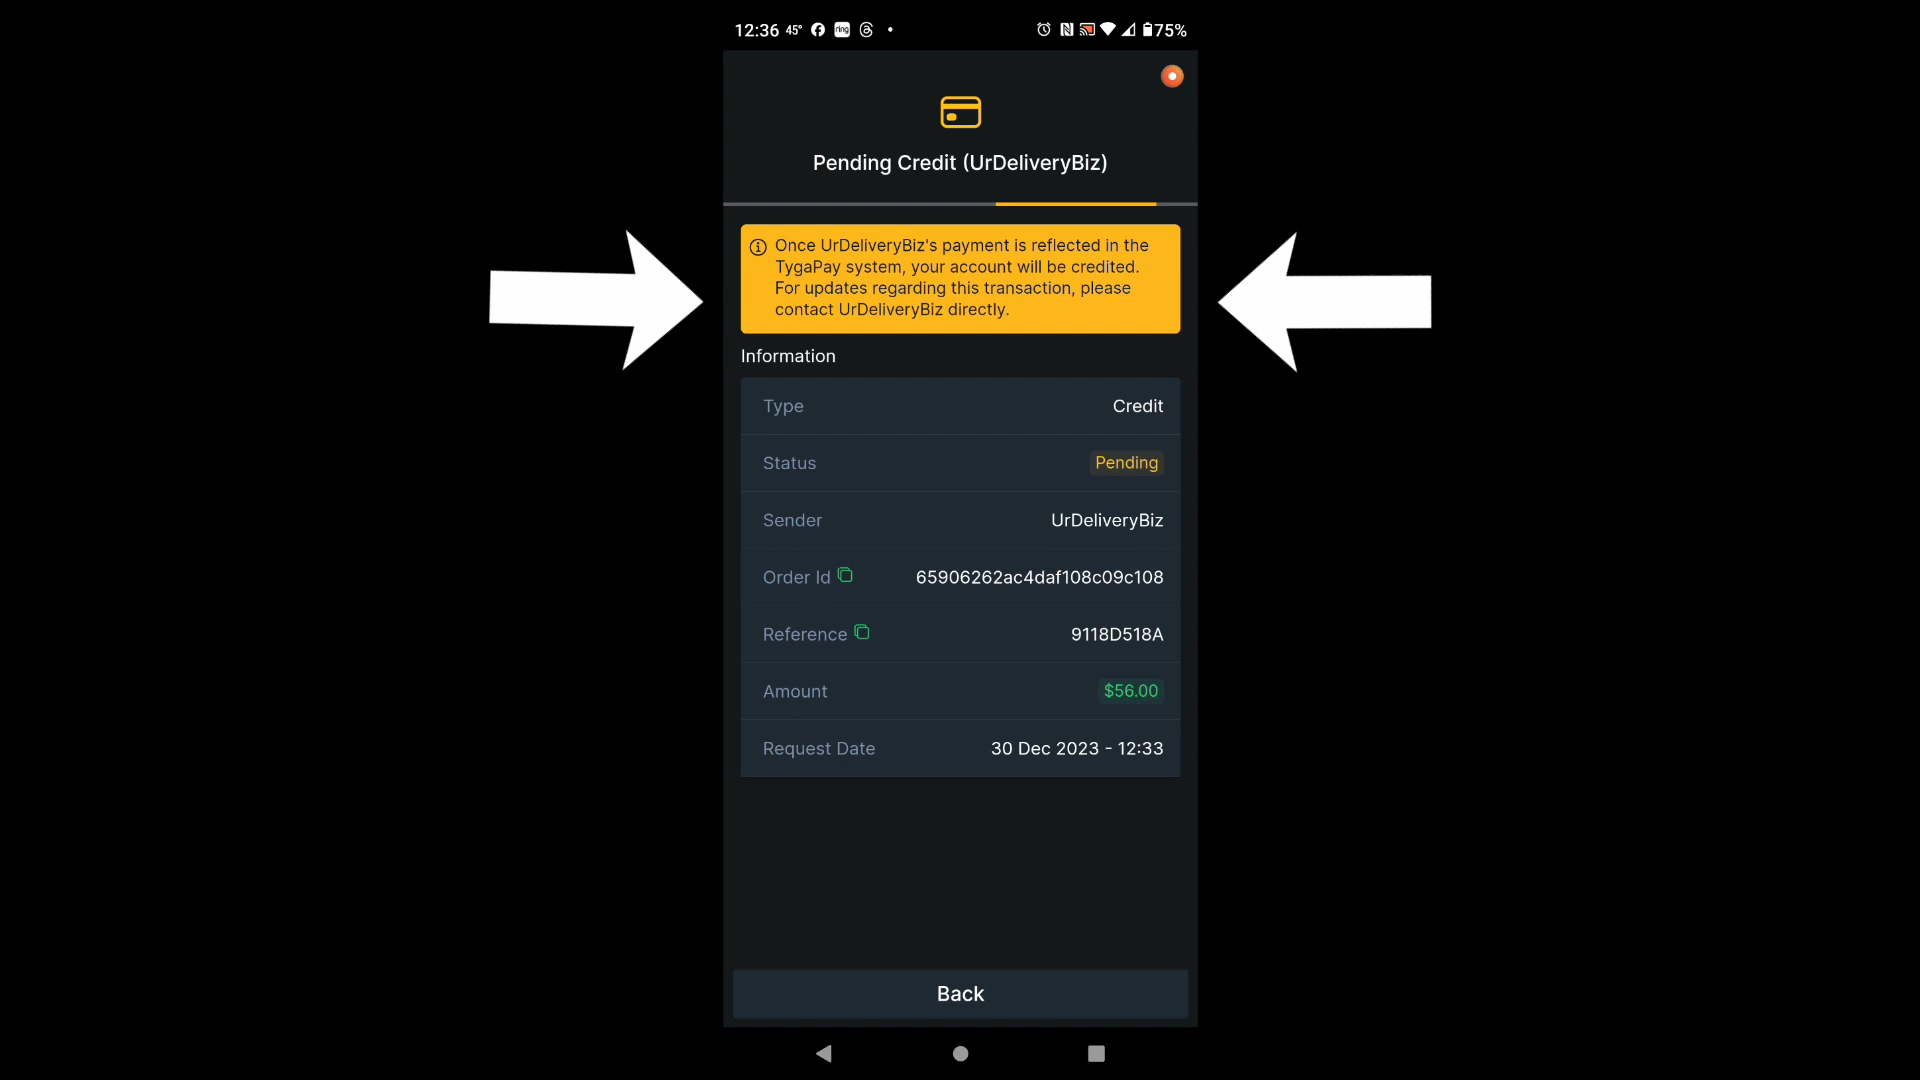 12:36 45° ring 75%
Pending Credit (UrDeliveryBiz)
Once UrDeliveryBiz's payment is reflected in the
TygaPay system, your account will be credited.
For updates regarding this transaction, please
contact UrDeliveryBiz directly.
Information
Type Credit
Status Pending
Sender UrDeliveryBiz
Order Id 65906262ac4daf108c09c108
Reference 9118D518A
Amount $56.00
Request Date 30 Dec 2023 - 12:33
Back